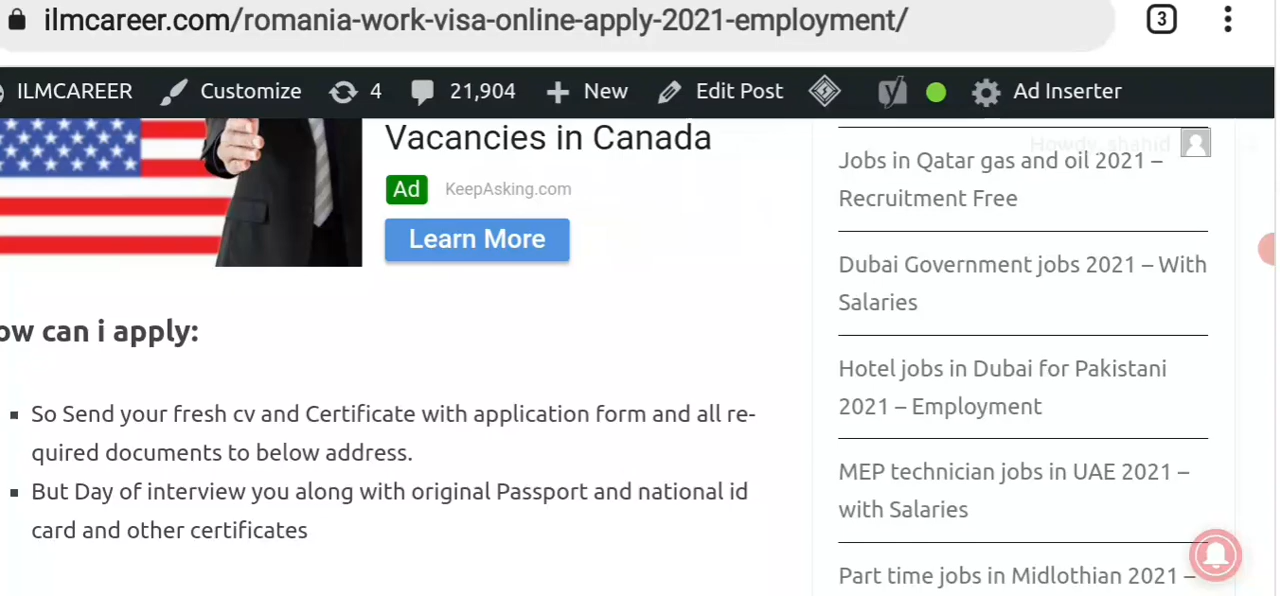 ilmcareer.com/romania-work-visa-online-apply-2021-employment/
3
ILMCAREER Customize 4 21,904 + New Edit Post Ad Inserter
Howdy, shahid
Vacancies in Canada
Ad KeepAsking.com
Learn More
ow can i apply:
So Send your fresh cv and Certificate with application form and all re-
quired documents to below address.
But Day of interview you along with original Passport and national id
card and other certificates
Jobs in Qatar gas and oil 2021 –
Recruitment Free
Dubai Government jobs 2021 – With
Salaries
Hotel jobs in Dubai for Pakistani
2021 – Employment
MEP technician jobs in UAE 2021 –
with Salaries
Part time jobs in Midlothian 2021 –